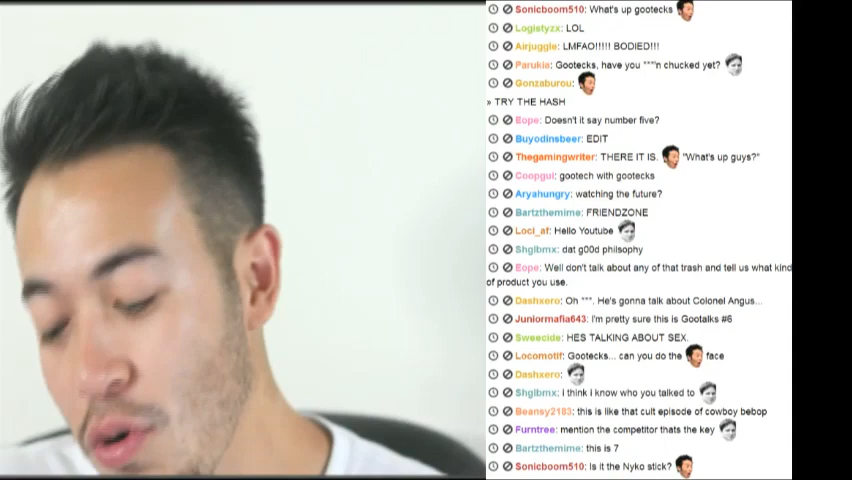 Sonicboom510: What's up gootecks
Logistyzx: LOL
Airjuggle: LMFAO!!!!! BODIED!!!
Parukia: Gootecks, have you ***n chucked yet?
Gonzaburou:
» TRY THE HASH
Eope: Doesn't it say number five?
Buyodinsbeer: EDIT
Thegamingwriter: THERE IT IS. "What's up guys?"
Coopgui: gootech with gootecks
Aryahungry: watching the future?
Bartzthemime: FRIENDZONE
Loci_af: Hello Youtube
Shglbmx: dat g00d philsophy
Eope: Well don't talk about any of that trash and tell us what kind
of product you use.
Dashxero: Oh ***. He's gonna talk about Colonel Angus...
Juniormafia643: I'm pretty sure this is Gootalks #6
Sweecide: HES TALKING ABOUT SEX.
Locomotif: Gootecks... can you do the face
Dashxero:
Shglbmx: i think I know who you talked to
Beansy2183: this is like that cult episode of cowboy bebop
Furntree: mention the competitor thats the key
Bartzthemime: this is 7
Sonicboom510: Is it the Nyko stick?